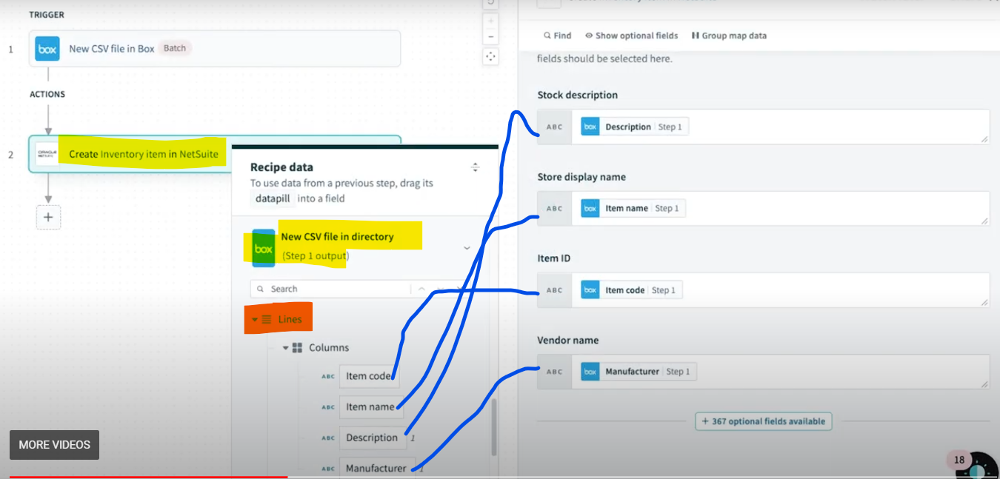 TRIGGER
1
box
New CSV file in Box
Batch
ACTIONS
2
ORACLE
NETSUITE
Create Inventory item in NetSuite
Recipe data
To use data from a previous step, drag its
datapill into a field
box
New CSV file in directory
(Step 1 output)
Search
Lines
Columns
ABC Item code
ABC Item name
ABC Description 1
ABC Manufacturer 1
MORE VIDEOS
Find
Show optional fields
Group map data
fields should be selected here.
Stock description
ABC box Description Step 1
Store display name
ABC box Item name Step 1
Item ID
ABC box Item code Step 1
Vendor name
ABC box Manufacturer Step 1
+ 367 optional fields available
18